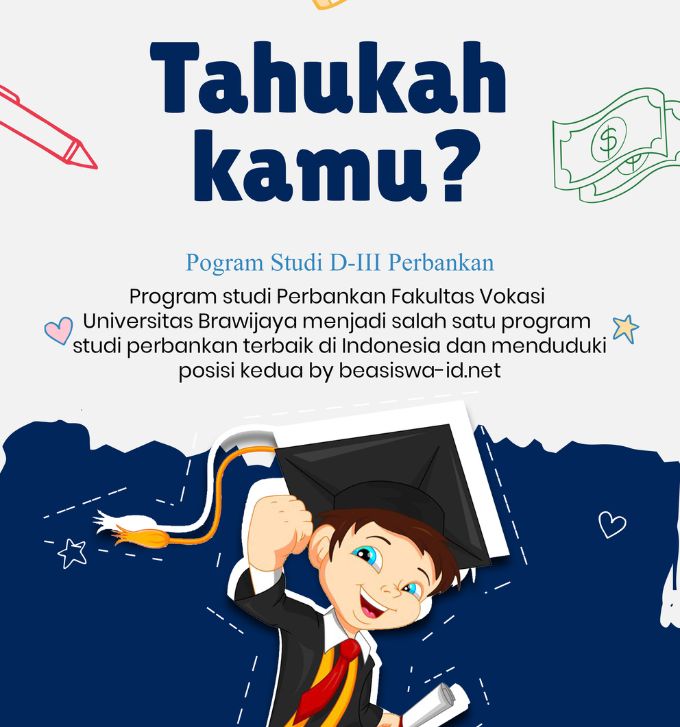 Tahukah
kamu?
Pogram Studi D-III Perbankan
Program studi Perbankan Fakultas Vokasi
Universitas Brawijaya menjadi salah satu program
studi perbankan terbaik di Indonesia dan menduduki
posisi kedua by beasiswa-id.net
$
$